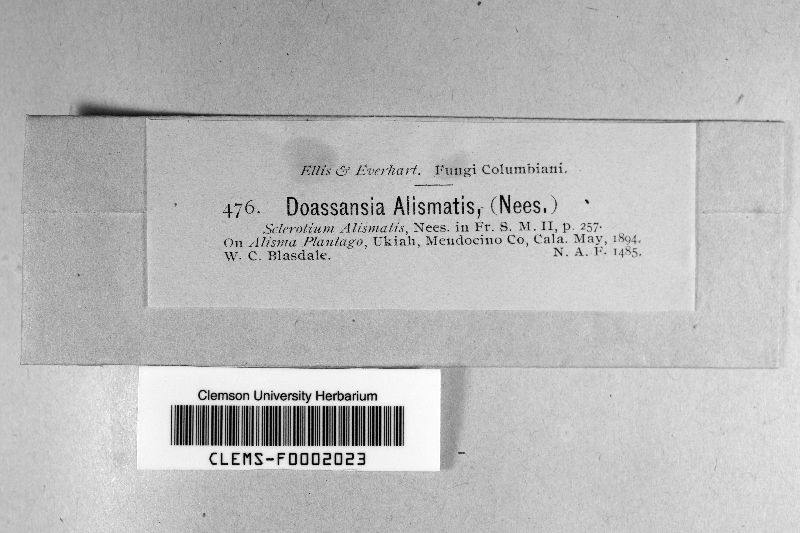 Ellis & Everhart. Fungi Columbiani.
476. Doassansia Alismatis, (Nees.)
Sclerotium Alismatis, Nees. in Fr. S. M. II, p. 257.
On Alisma Plantago, Ukiah, Mendocino Co, Cala. May, 1894.
W. C. Blasdale. N. A. F. 1485.
Clemson University Herbarium
CLEMS-F0002023